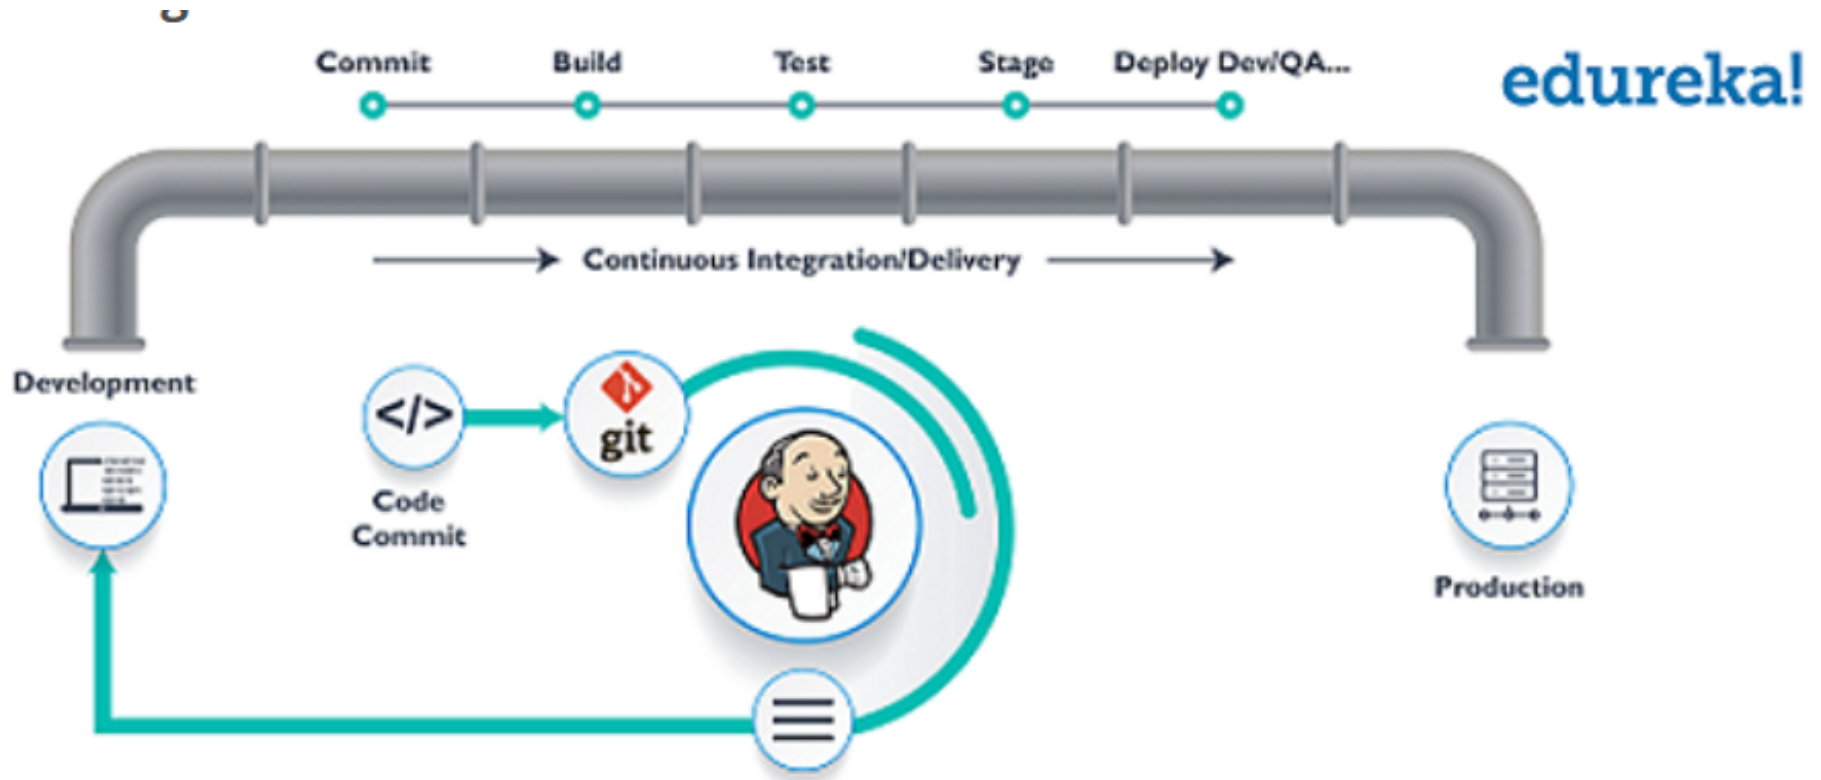 Commit Build Test Stage Deploy Dev/QA...
edureka!
Continuous Integration/Delivery
Development
</>
git
Code
Commit
Production